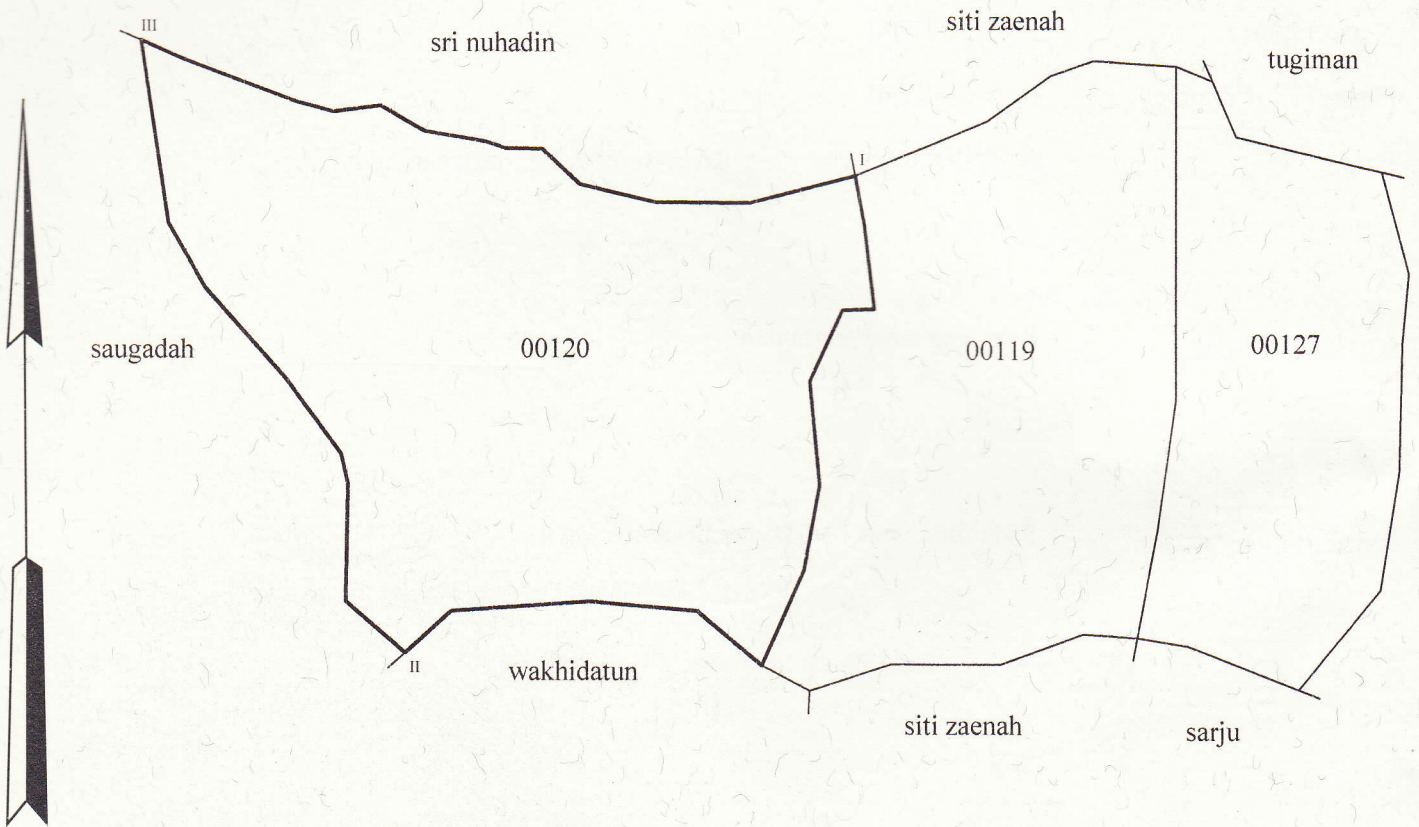 III
sri nuhadin
siti zaenah
tugiman
I
saugadah
00120
00119
00127
II
wakhidatun
siti zaenah
sarju